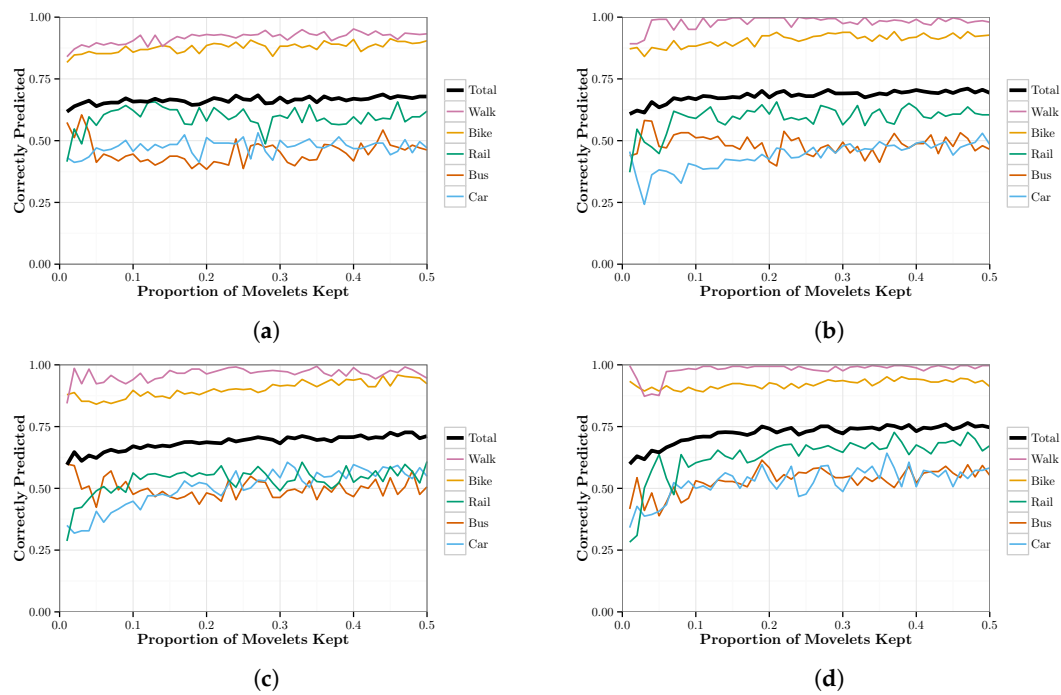 Correctly Predicted
1.00
0.75
0.50
0.25
0.00
0.0 0.1 0.2 0.3 0.4 0.5
Proportion of Movelets Kept
Total
Walk
Bike
Rail
Bus
Car
(a)
Correctly Predicted
1.00
0.75
0.50
0.25
0.00
0.0 0.1 0.2 0.3 0.4 0.5
Proportion of Movelets Kept
Total
Walk
Bike
Rail
Bus
Car
(b)
Correctly Predicted
1.00
0.75
0.50
0.25
0.00
0.0 0.1 0.2 0.3 0.4 0.5
Proportion of Movelets Kept
Total
Walk
Bike
Rail
Bus
Car
(c)
Correctly Predicted
1.00
0.75
0.50
0.25
0.00
0.0 0.1 0.2 0.3 0.4 0.5
Proportion of Movelets Kept
Total
Walk
Bike
Rail
Bus
Car
(d)